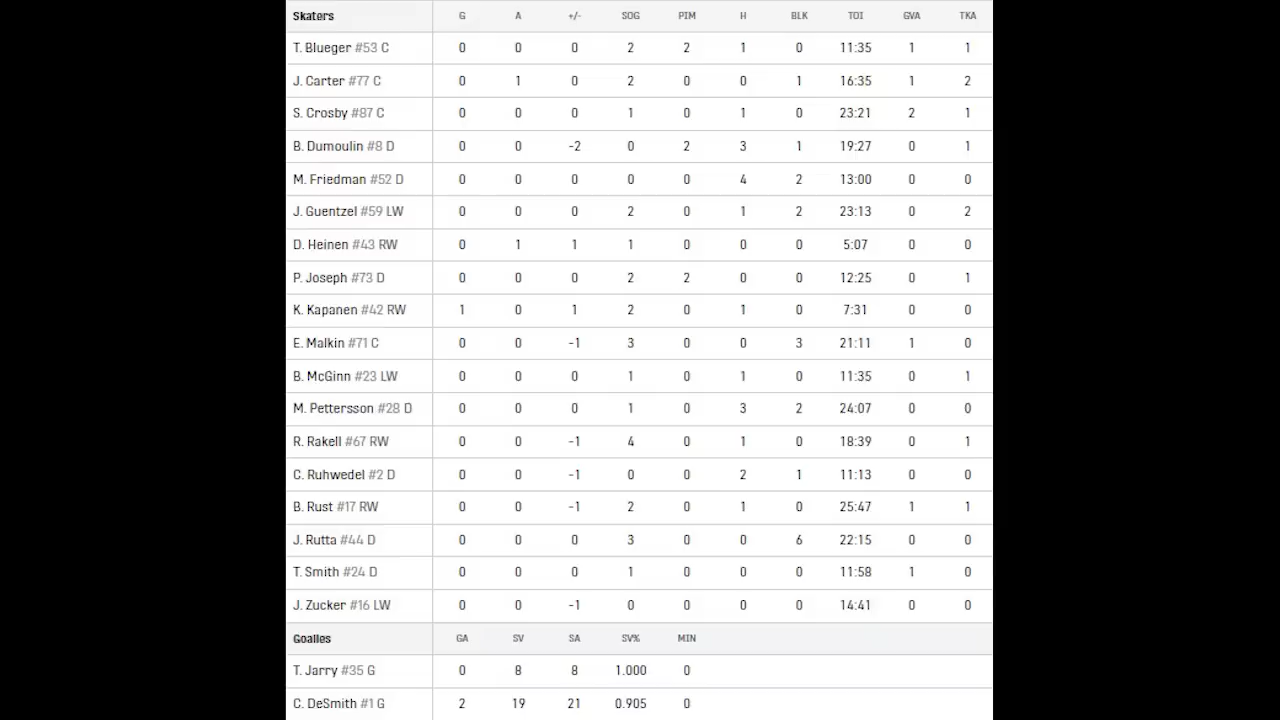 Skaters G A +/- SOG PIM H BLK TOI GVA TKA
T. Blueger #53 C 0 0 0 2 2 1 0 11:35 1 1
J. Carter #77 C 0 1 0 2 0 0 1 16:35 1 2
S. Crosby #87 C 0 0 0 1 0 1 0 23:21 2 1
B. Dumoulin #8 D 0 0 -2 0 2 3 1 19:27 0 1
M. Friedman #52 D 0 0 0 0 0 4 2 13:00 0 0
J. Guentzel #59 LW 0 0 0 2 0 1 2 23:13 0 2
D. Heinen #43 RW 0 1 1 1 0 0 0 5:07 0 0
P. Joseph #73 D 0 0 0 2 2 0 0 12:25 0 1
K. Kapanen #42 RW 1 0 1 2 0 1 0 7:31 0 0
E. Malkin #71 C 0 0 -1 3 0 0 3 21:11 1 0
B. McGinn #23 LW 0 0 0 1 0 1 0 11:35 0 1
M. Pettersson #28 D 0 0 0 1 0 3 2 24:07 0 0
R. Rakell #67 RW 0 0 -1 4 0 1 0 18:39 0 1
C. Ruhwedel #2 D 0 0 -1 0 0 2 1 11:13 0 0
B. Rust #17 RW 0 0 -1 2 0 1 0 25:47 1 1
J. Rutta #44 D 0 0 0 3 0 0 6 22:15 0 0
T. Smith #24 D 0 0 0 1 0 0 0 11:58 1 0
J. Zucker #16 LW 0 0 -1 0 0 0 0 14:41 0 0
Goalies GA SV SA SV% MIN
T. Jarry #35 G 0 8 8 1.000 0
C. DeSmith #1 G 2 19 21 0.905 0